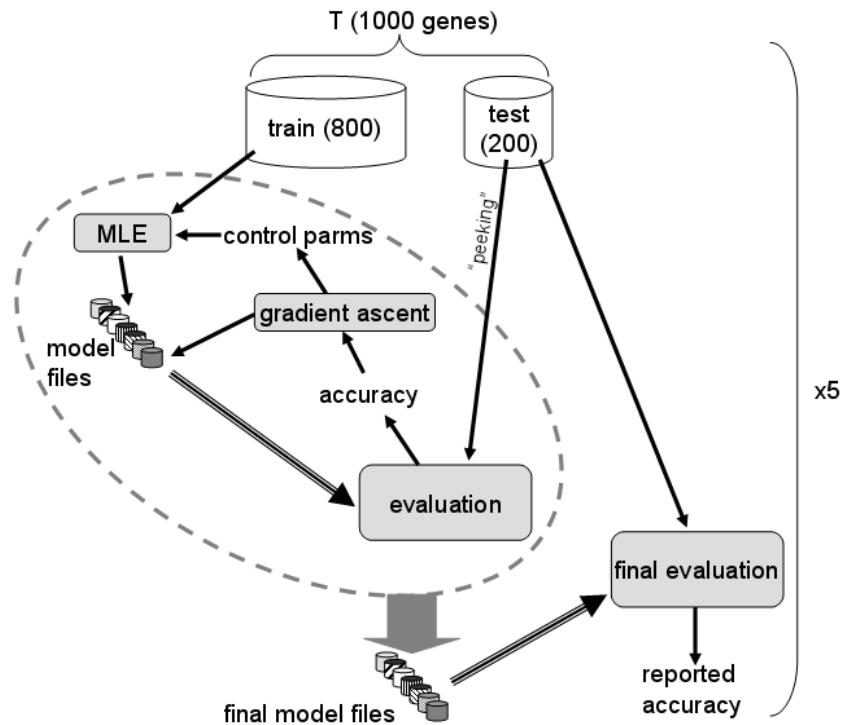 T (1000 genes)
train (800)
test
(200)
MLE
control parms
"peeking"
gradient ascent
model
files
accuracy
x5
evaluation
final evaluation
reported
accuracy
final model files